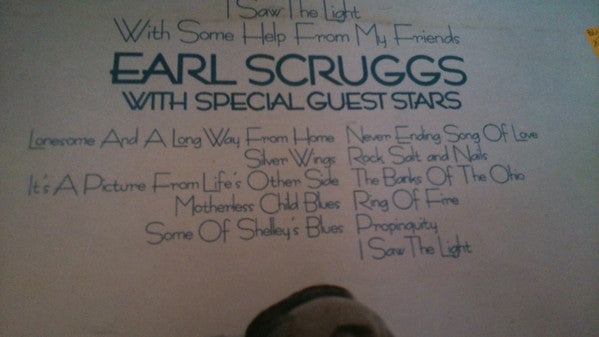 I Saw The Light
With Some Help From My Friends
EARL SCRUGGS
WITH SPECIAL GUEST STARS
Lonesome And A Long Way From Home
Silver Wings
It's A Picture From Life's Other Side
Motherless Child Blues
Some Of Shelley's Blues
Never Ending Song Of Love
Rock Salt and Nails
The Banks Of The Ohio
Ring Of Fire
Propinquity
I Saw The Light